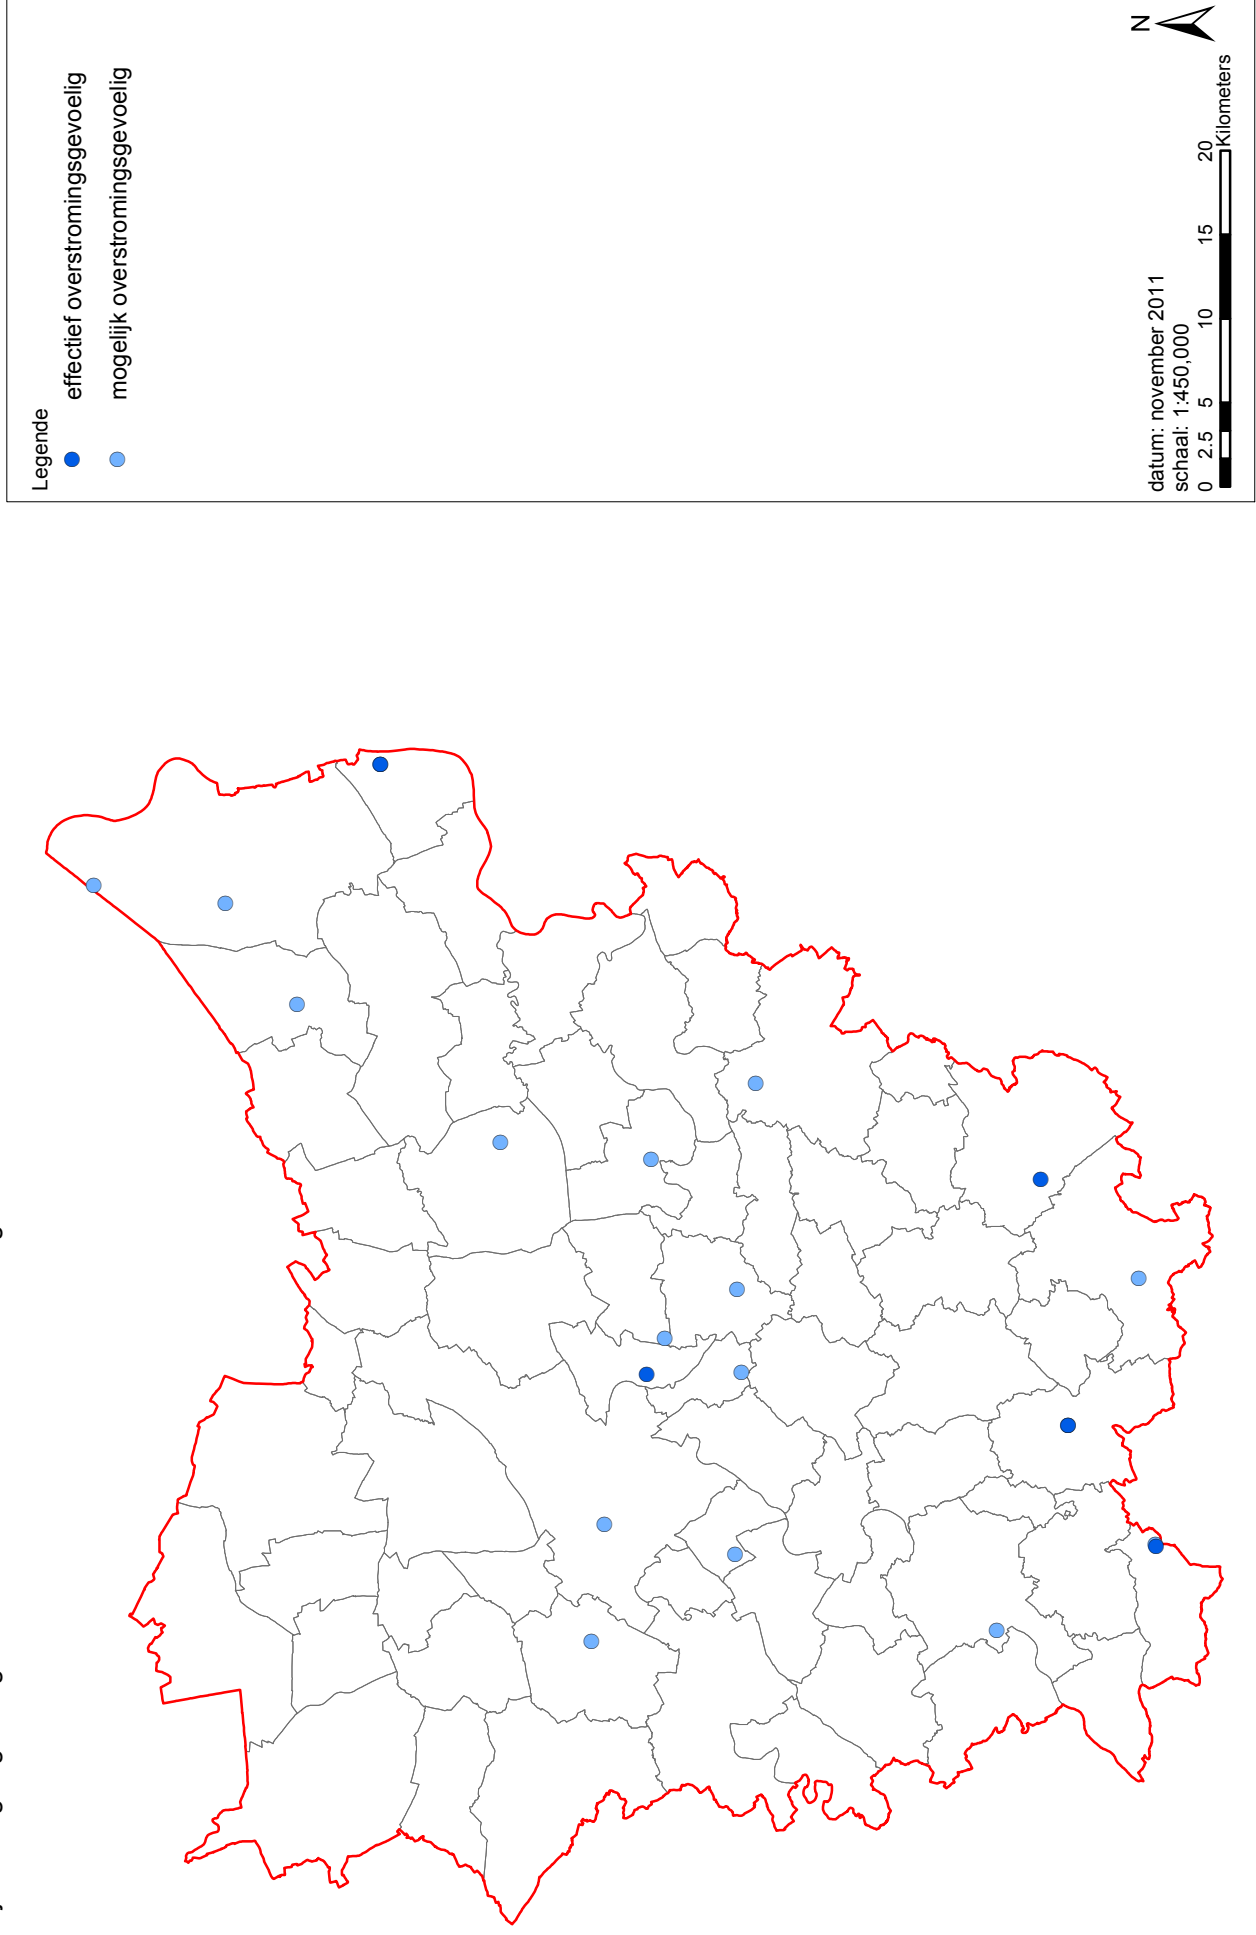 Legende
effectief overstromingsgevoelig
mogelijk overstromingsgevoelig
N
datum: november 2011
schaal: 1:450,000
0 2.5 5 10 15 20
Kilometers